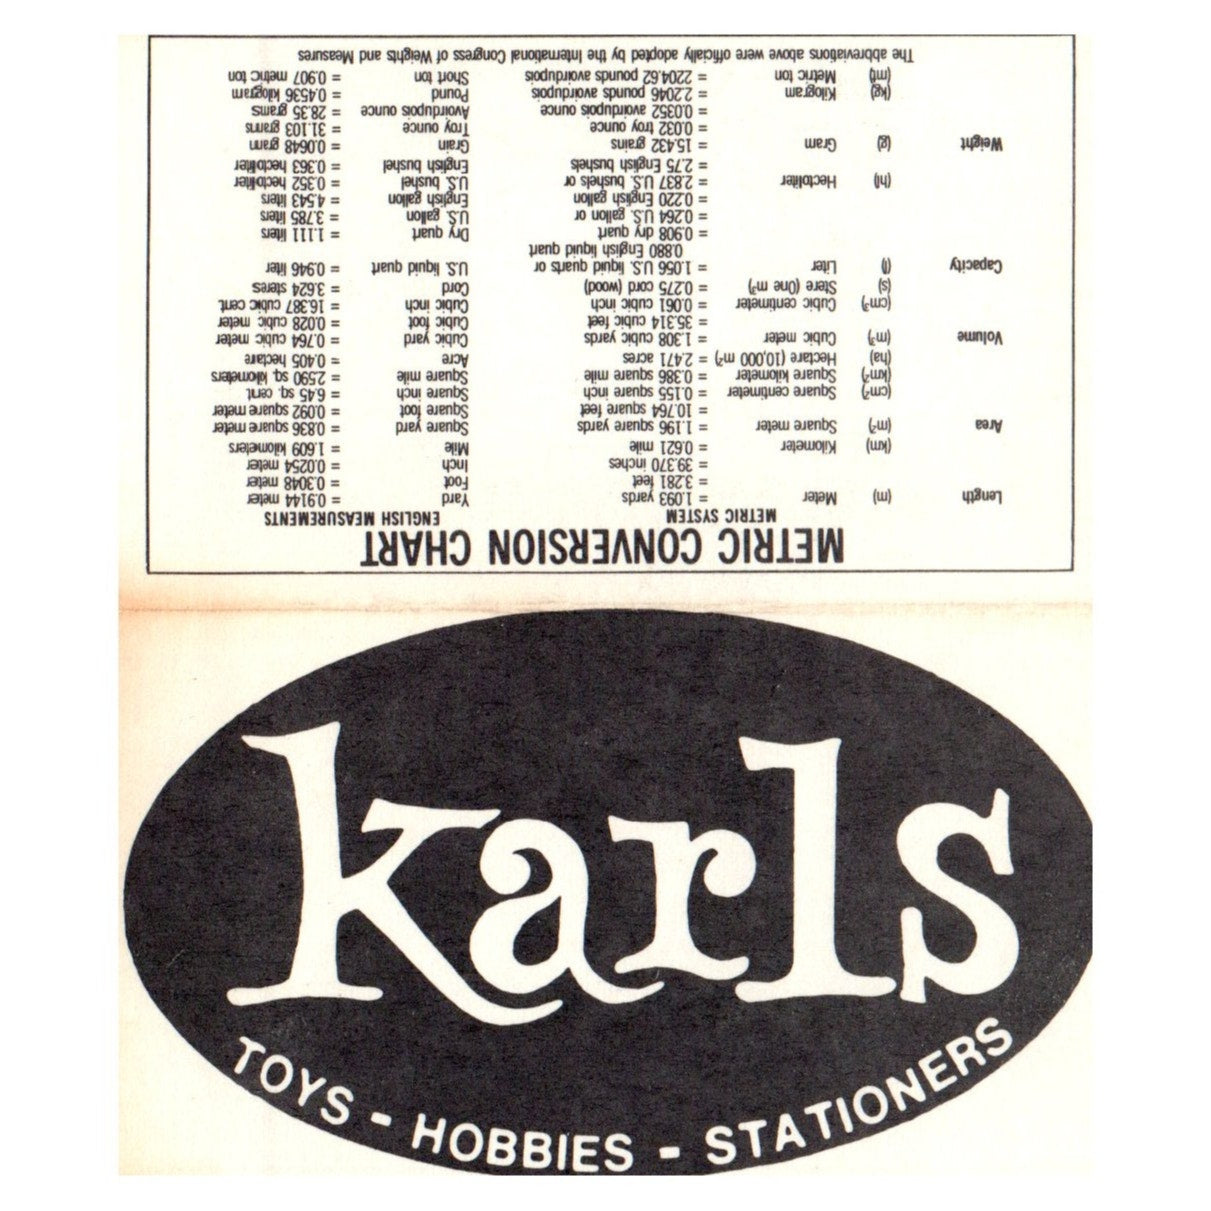 METRIC CONVERSION CHART
METRIC SYSTEM ENGLISH MEASUREMENTS
Length (m) Meter = 1.093 yards Yard = 0.9144 meter
= 3.281 feet Foot = 0.3048 meter
= 39.370 inches Inch = 0.0254 meter
(km) Kilometer = 0.621 mile Mile = 1.609 kilometers
Area (m²) Square meter = 1.196 square yards Square yard = 0.836 square meter
= 10.764 square feet Square foot = 0.092 square meter
(cm²) Square centimeter = 0.155 square inch Square inch = 6.45 sq. cent.
(km²) Square kilometer = 0.386 square mile Square mile = 2.590 sq. kilometers
(ha) Hectare (10,000 m²) = 2.471 acres Acre = 0.405 hectare
Volume (m³) Cubic meter = 1.308 cubic yards Cubic yard = 0.764 cubic meter
= 35.314 cubic feet Cubic foot = 0.028 cubic meter
(cm³) Cubic centimeter = 0.061 cubic inch Cubic inch = 16.387 cubic cent.
(s) Stere (One m³) = 0.275 cord (wood) Cord = 3.624 steres
Capacity (l) Liter = 1.056 U.S. liquid quarts or U.S. liquid quart = 0.946 liter
0.880 English liquid quart
= 0.908 dry quart Dry quart = 1.111 liters
= 0.264 U.S. gallon or U.S. gallon = 3.785 liters
= 0.220 English gallon English gallon = 4.543 liters
(hl) Hectoliter = 2.837 U.S. bushels or U.S. bushel = 0.352 hectoliter
= 2.75 English bushels English bushel = 0.363 hectoliter
Weight (g) Gram = 15.432 grains Grain = 0.0648 gram
= 0.032 troy ounce Troy ounce = 31.103 grams
= 0.0352 avoirdupois ounce Avoirdupois ounce = 28.35 grams
(kg) Kilogram = 2.2046 pounds avoirdupois Pound = 0.4536 kilogram
(mt) Metric ton = 2204.62 pounds avoirdupois Short ton = 0.907 metric ton
The abbreviations above were officially adopted by the International Congress of Weights and Measures
karls
TOYS - HOBBIES - STATIONERS